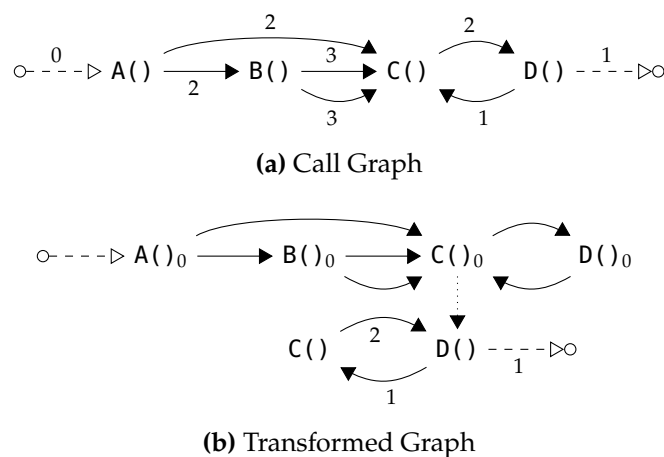 0 2 2 3 3 2 1 1
A() B() C() D()
(a) Call Graph
A()₀ B()₀ C()₀ D()₀
C() 2 D() 1 1
(b) Transformed Graph